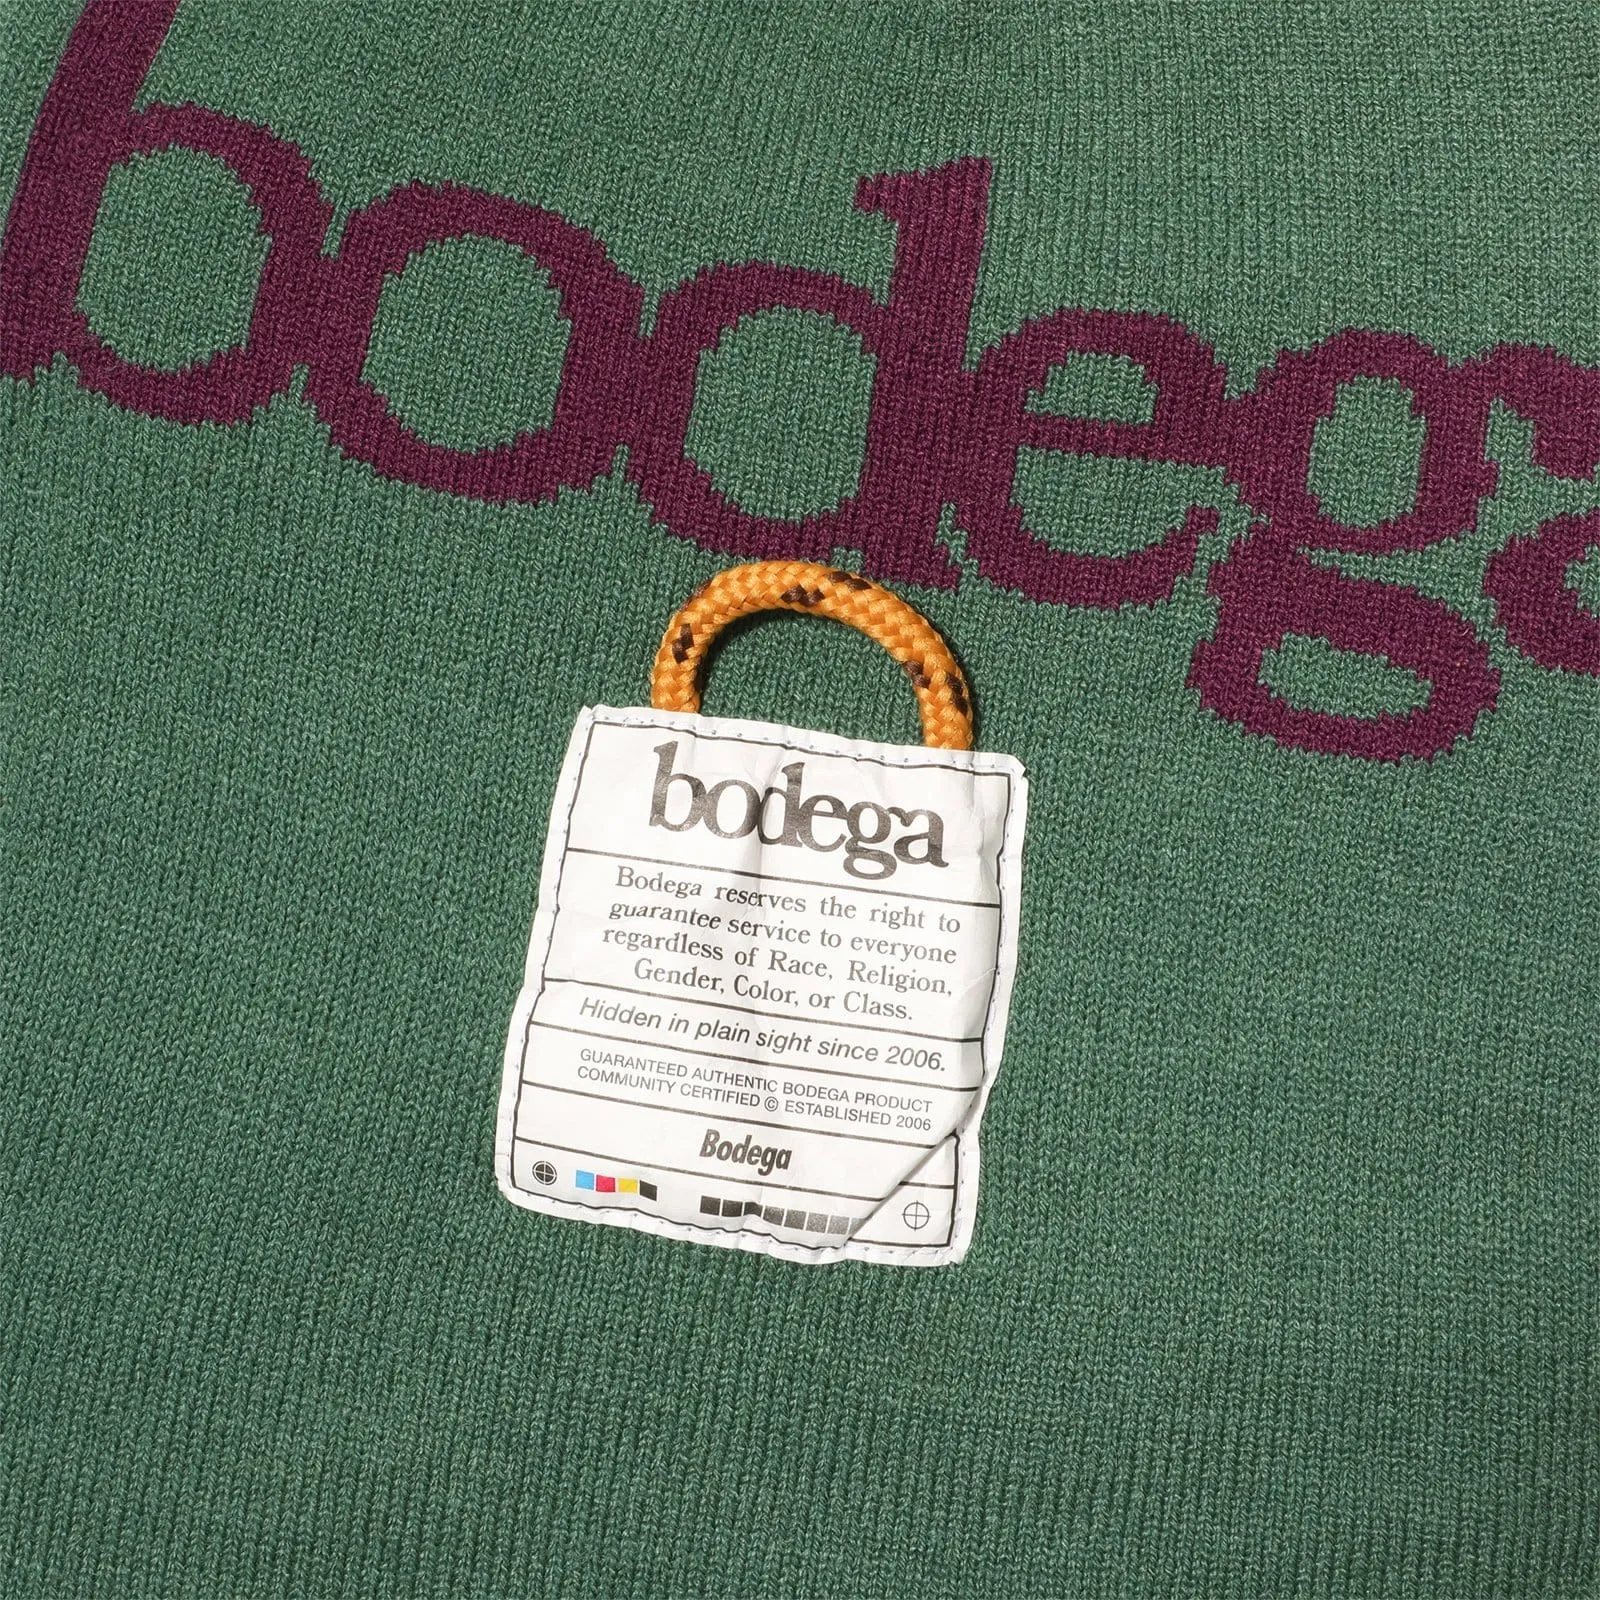 bodega
bodega
Bodega reserves the right to
guarantee service to everyone
regardless of Race, Religion,
Gender, Color, or Class.
Hidden in plain sight since 2006.
GUARANTEED AUTHENTIC BODEGA PRODUCT
COMMUNITY CERTIFIED © ESTABLISHED 2006
Bodega